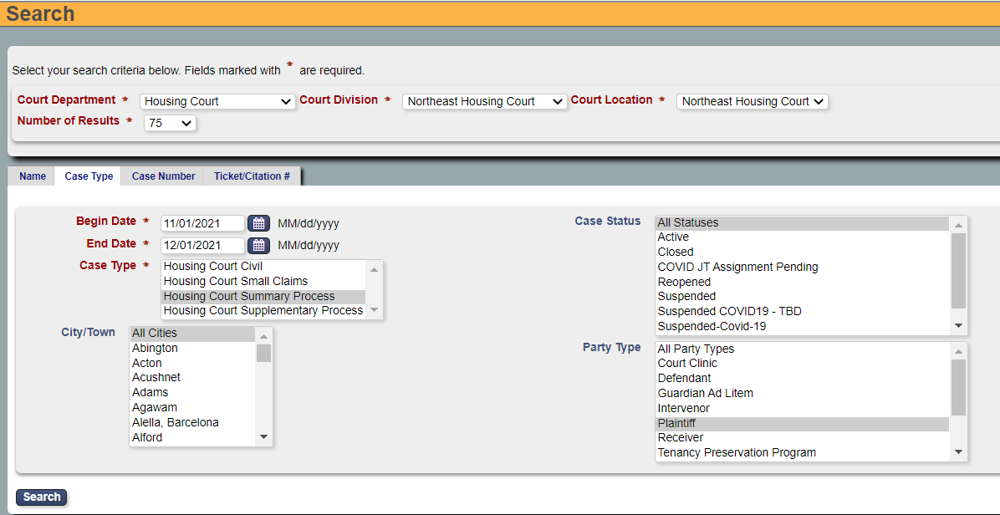 Search
Select your search criteria below. Fields marked with * are required.
Court Department * Housing Court Court Division * Northeast Housing Court Court Location * Northeast Housing Court
Number of Results * 75
Name Case Type Case Number Ticket/Citation #
Begin Date * 11/01/2021 MM/dd/yyyy
End Date * 12/01/2021 MM/dd/yyyy
Case Type * Housing Court Civil
Housing Court Small Claims
Housing Court Summary Process
Housing Court Supplementary Process
City/Town All Cities
Abington
Acton
Acushnet
Adams
Agawam
Alella, Barcelona
Alford
Case Status All Statuses
Active
Closed
COVID JT Assignment Pending
Reopened
Suspended
Suspended COVID19 - TBD
Suspended-Covid-19
Party Type All Party Types
Court Clinic
Defendant
Guardian Ad Litem
Intervenor
Plaintiff
Receiver
Tenancy Preservation Program
Search